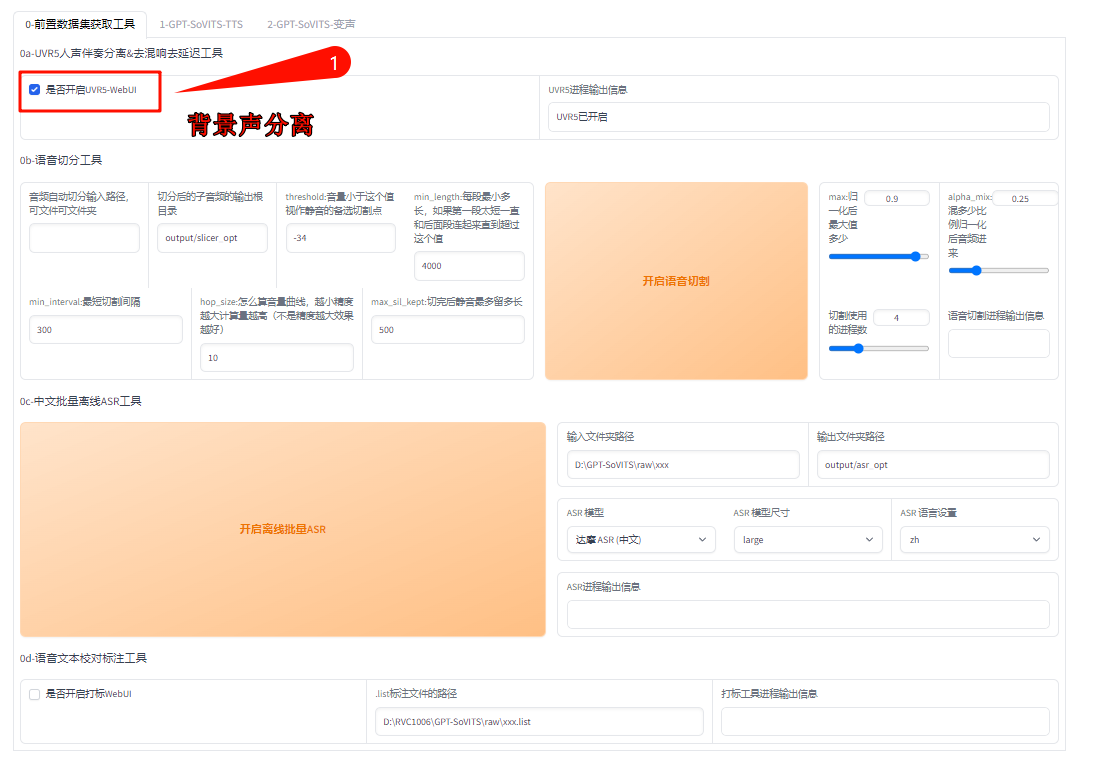 0-前置数据集获取工具
1-GPT-SoVITS-TTS
2-GPT-SoVITS-变声
0a-UVR5人声伴奏分离&去混响去延迟工具
1
是否开启UVR5-WebUI
背景声分离
UVR5进程输出信息
UVR5已开启
0b-语音切分工具
音频自动切分输入路径，
可文件可文件夹
切分后的子音频的输出根
目录
output/slicer_opt
threshold:音量小于这个值
视作静音的备选切割点
-34
min_length:每段最小多
长，如果第一段太短一直
和后面段连起来直到超过
这个值
4000
min_interval:最短切割间隔
300
hop_size:怎么算音量曲线，越小精度
越大计算量越高（不是精度越大效果
越好）
10
max_sil_kept:切完后静音最多留多长
500
开启语音切割
max:归
一化后
最大值
多少
0.9
alpha_mix:
混多少比
例归一化
后音频进
来
0.25
切割使用
的进程数
4
语音切割进程输出信息
0c-中文批量离线ASR工具
开启离线批量ASR
输入文件夹路径
D:\GPT-SoVITS\raw\xxx
输出文件夹路径
output/asr_opt
ASR 模型
达摩 ASR (中文)
ASR 模型尺寸
large
ASR 语言设置
zh
ASR进程输出信息
0d-语音文本校对标注工具
是否开启打标WebUI
.list标注文件的路径
D:\RVC1006\GPT-SoVITS\raw\xxx.list
打标工具进程输出信息